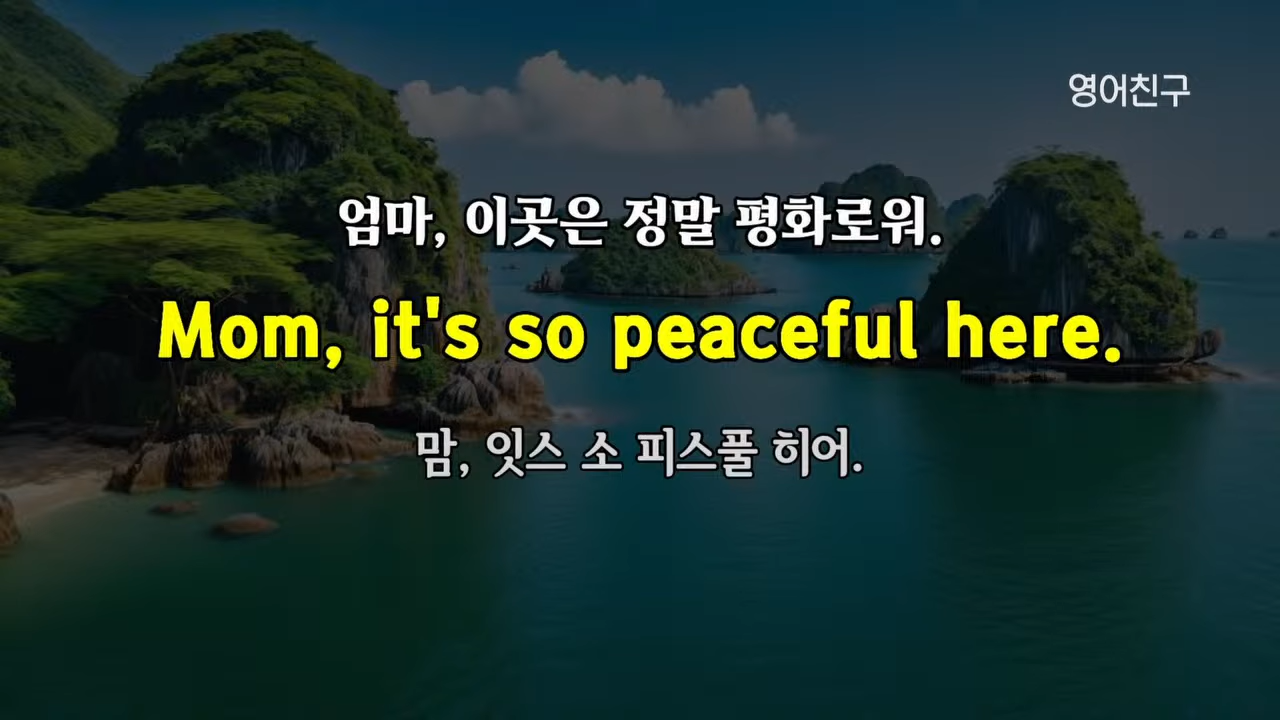 영어친구
엄마, 이곳은 정말 평화로워.
Mom, it's so peaceful here.
맘, 잇스 소 피스풀 히어.